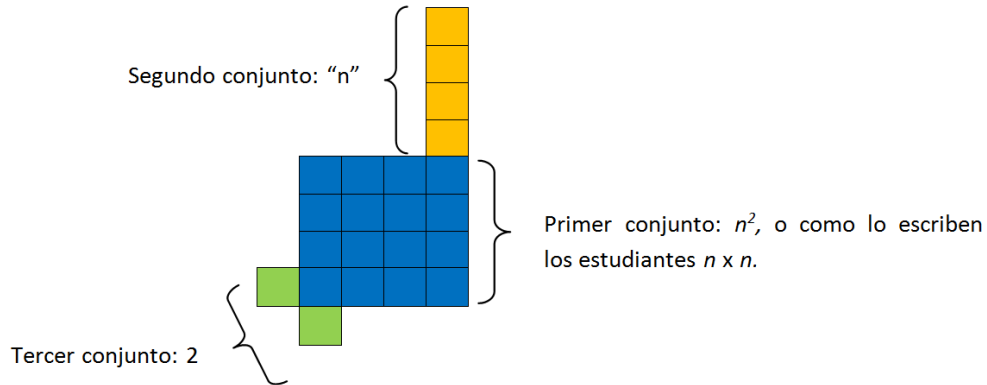 Segundo conjunto: “n”
Primer conjunto: n², o como lo escriben
los estudiantes n x n.
Tercer conjunto: 2